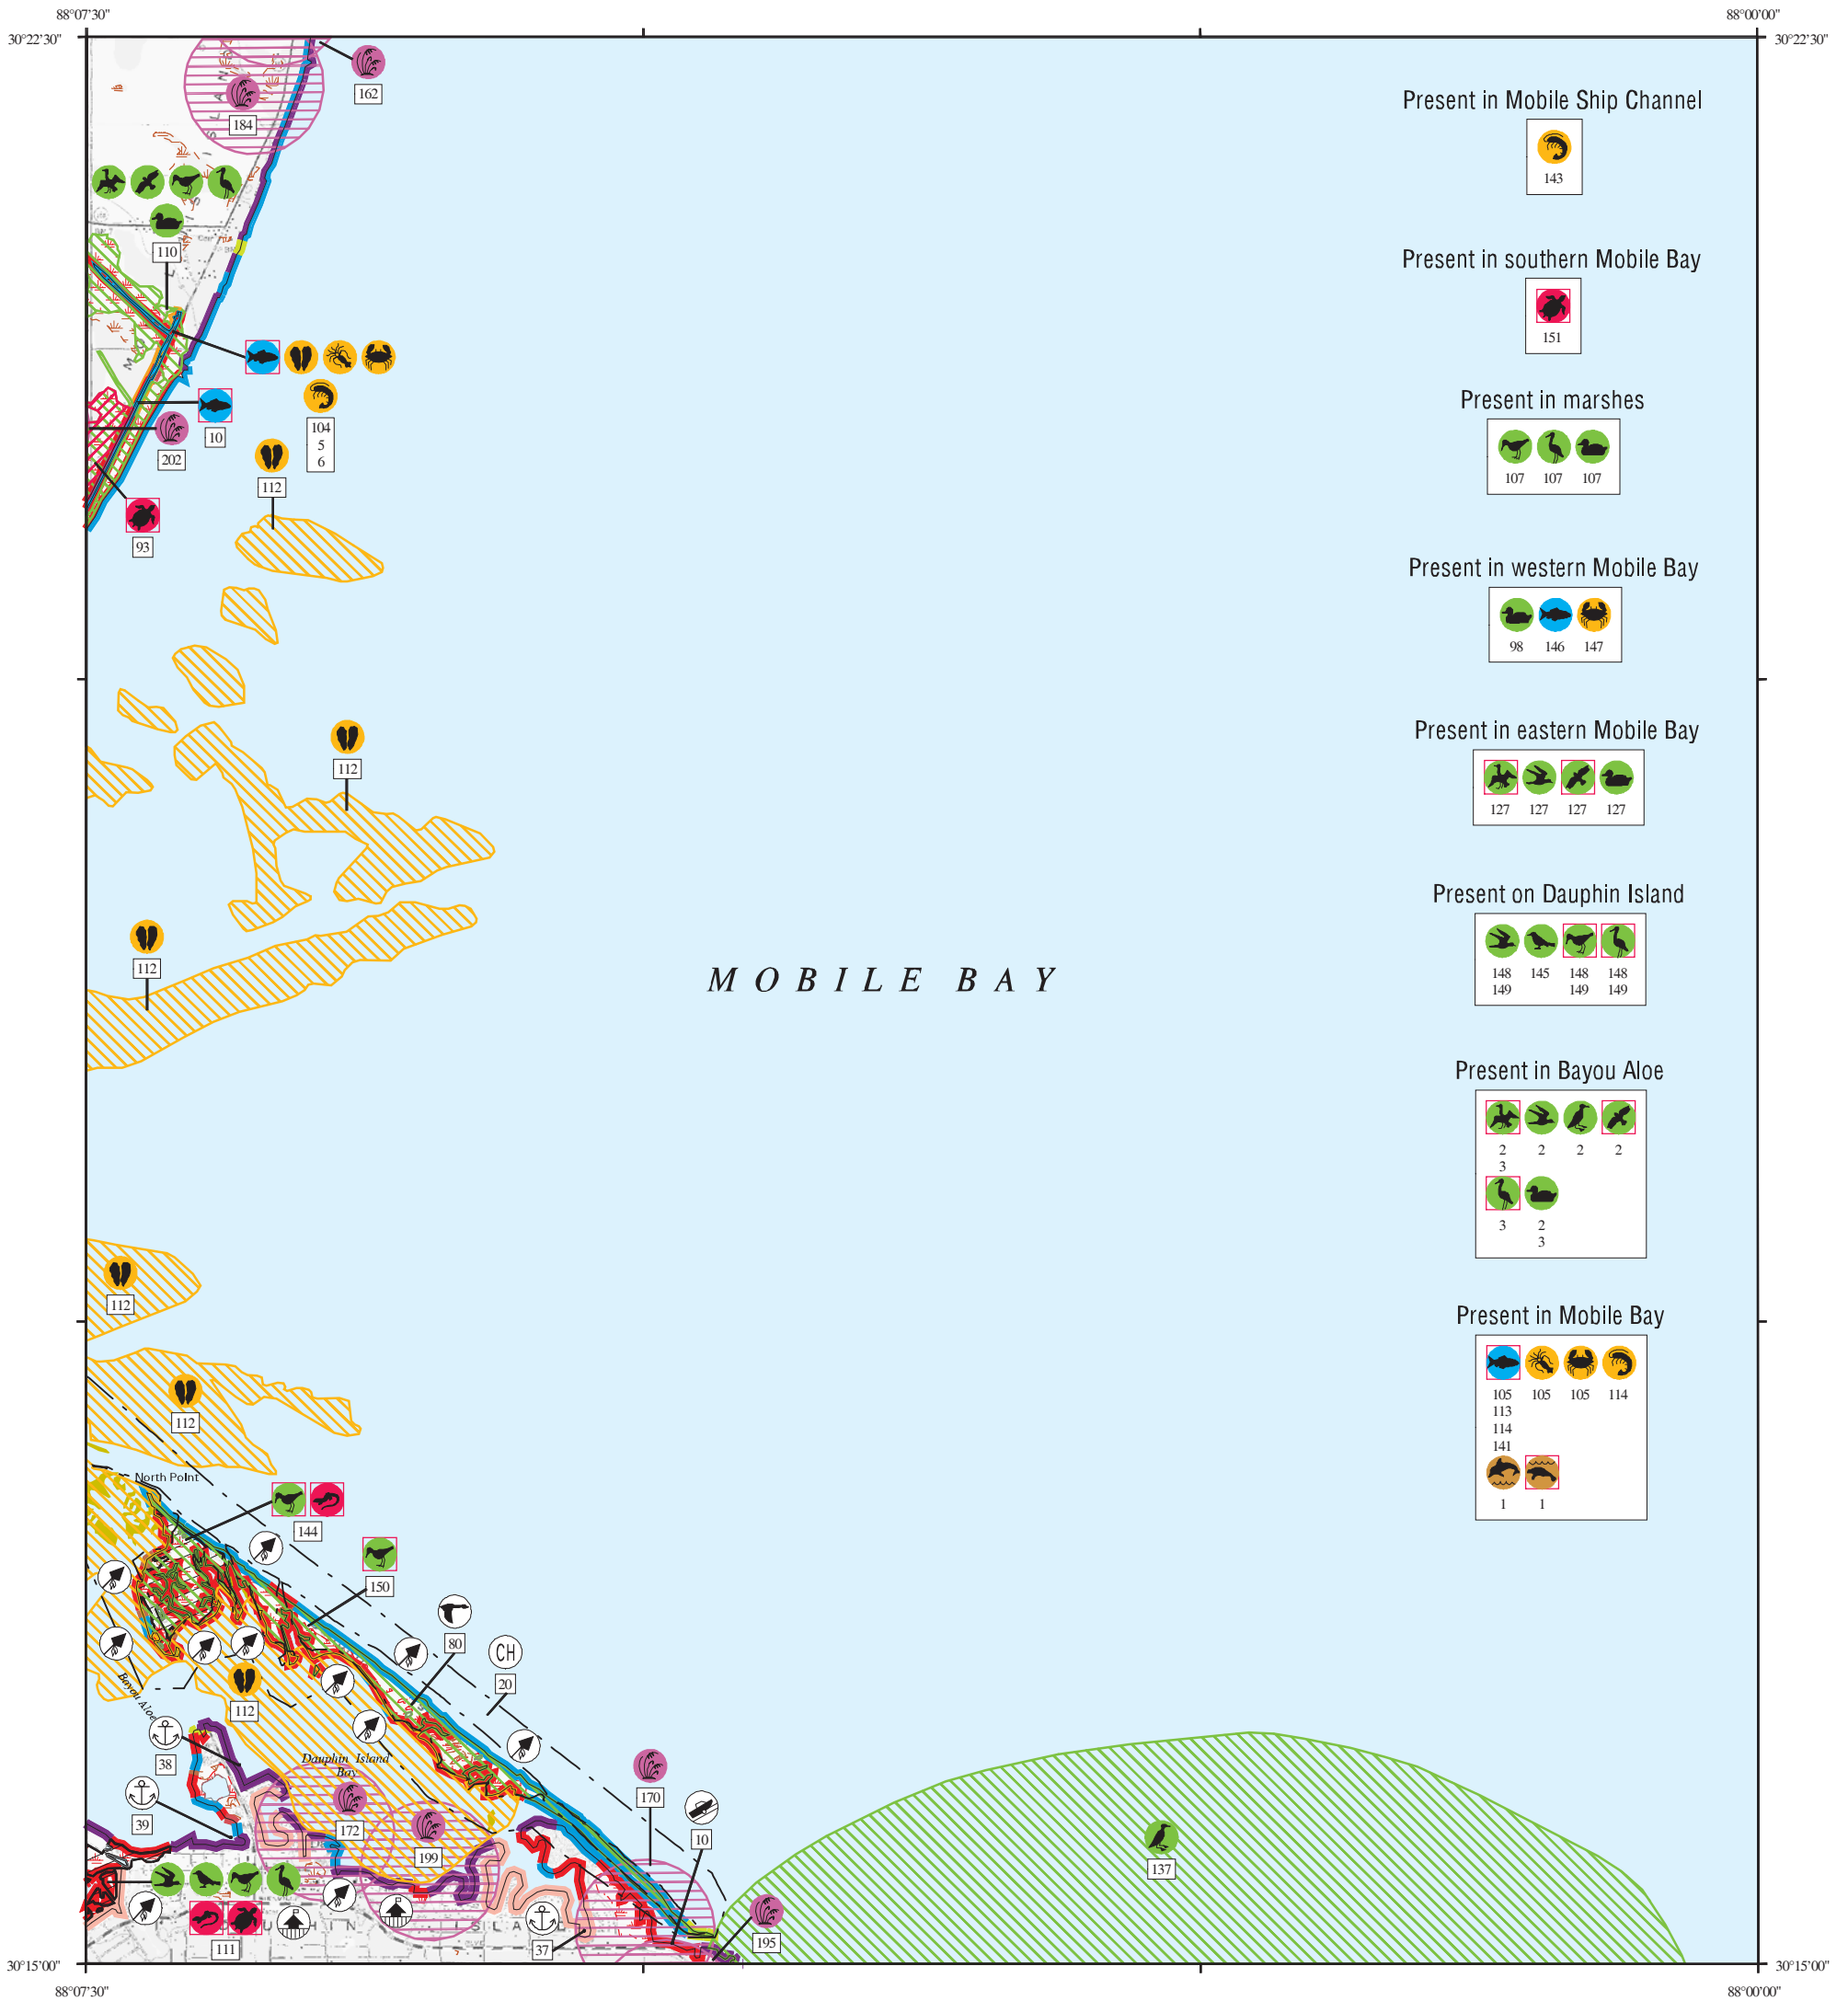 88°07'30"
88°00'00"
30°22'30"
30°22'30"
162
184
110
104
5
6
10
202
112
93
112
112
MOBILE BAY
112
112
North Point
144
150
80
CH
20
Bayou Aloe
112
38
Dauphin Island
Bay
39
172
199
170
10
137
111
37
195
ISLAND
Present in Mobile Ship Channel
143
Present in southern Mobile Bay
151
Present in marshes
107 107 107
Present in western Mobile Bay
98 146 147
Present in eastern Mobile Bay
127 127 127 127
Present on Dauphin Island
148 145 148 148
149 149 149
Present in Bayou Aloe
2 2 2 2
3
3 2
3
Present in Mobile Bay
105 105 105 114
113
114
141
1 1
30°15'00"
30°15'00"
88°07'30"
88°00'00"